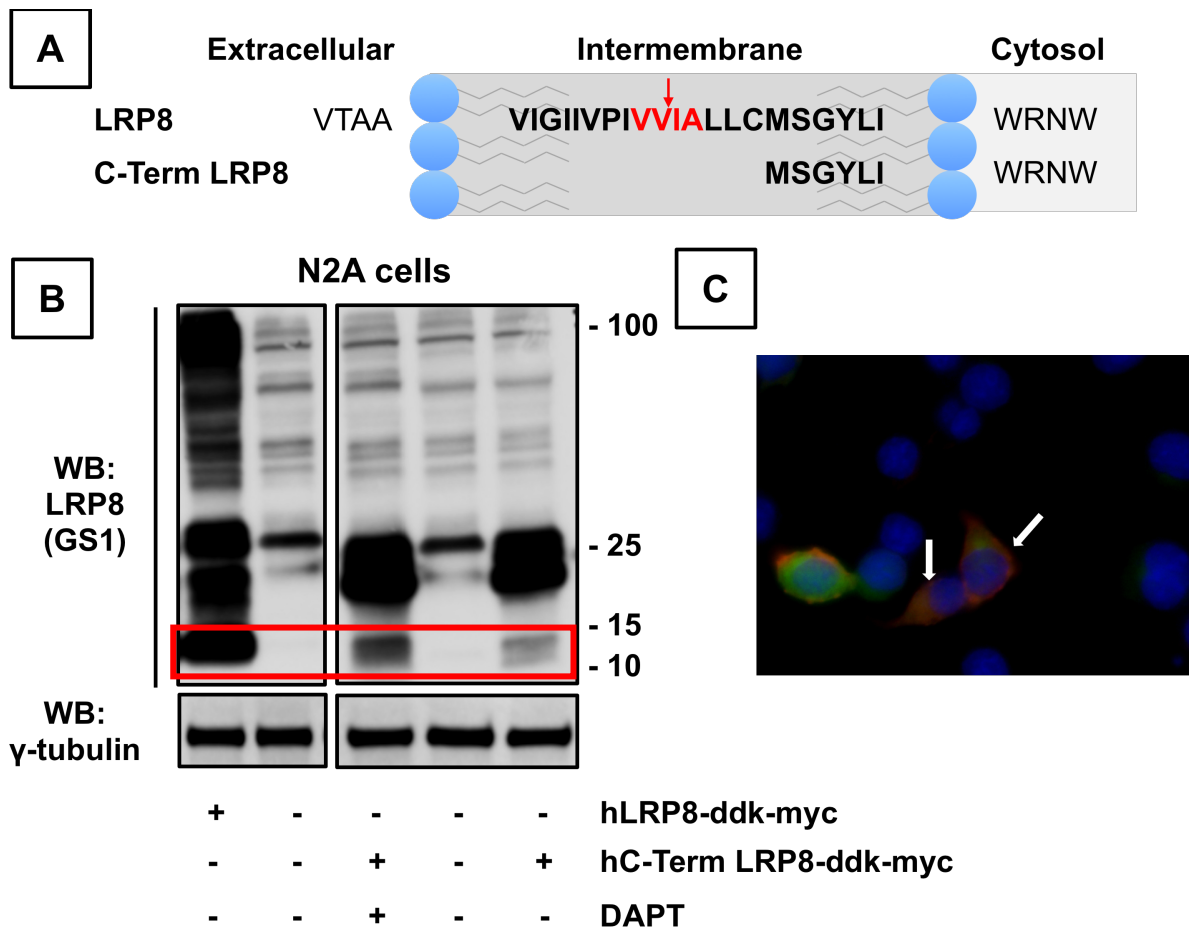 A
Extracellular Intermembrane Cytosol
LRP8 VTAA VIGIIVPIVVIALLCMSGYLI WRNW
C-Term LRP8 MSGYLI WRNW
B
N2A cells
C
- 100
WB:
LRP8
(GS1)
- 25
- 15
- 10
WB:
γ-tubulin
+ - - - - hLRP8-ddk-myc
- - + - + hC-Term LRP8-ddk-myc
- - + - - DAPT